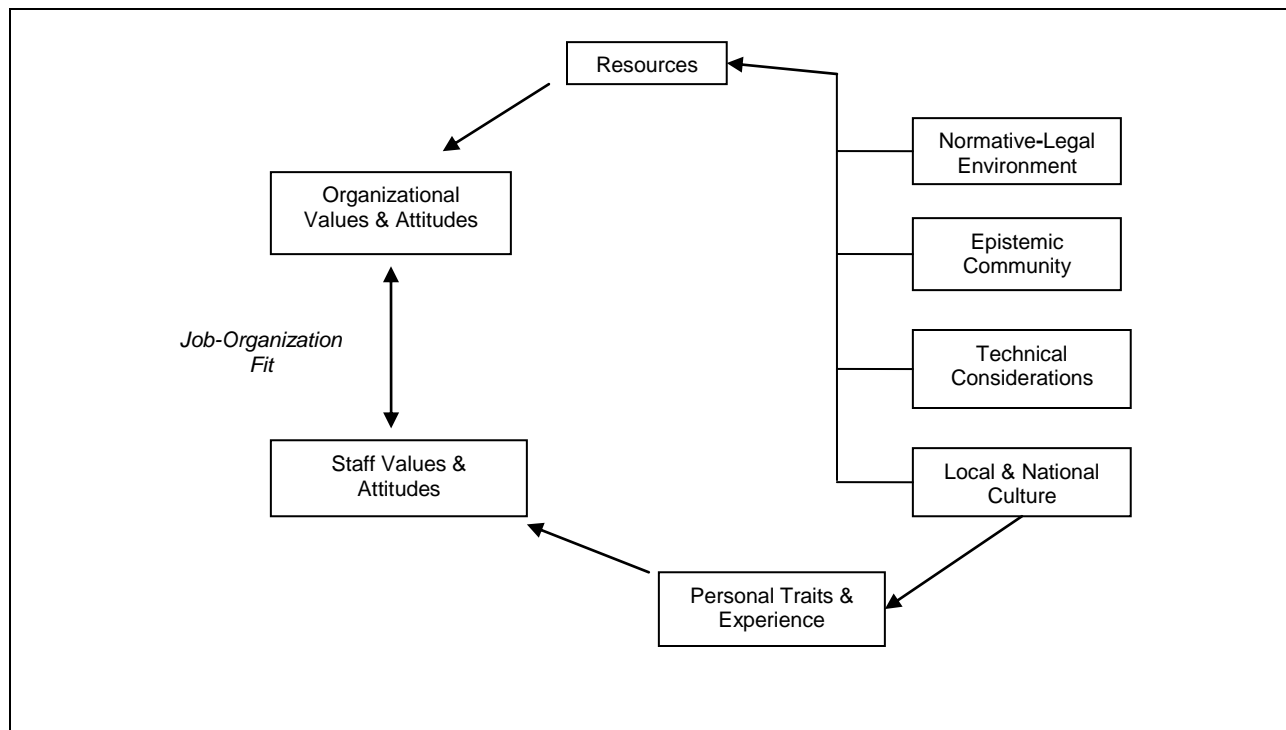 Resources
Normative-Legal
Environment
Organizational
Values & Attitudes
Epistemic
Community
Job-Organization
Fit
Technical
Considerations
Staff Values &
Attitudes
Local & National
Culture
Personal Traits &
Experience